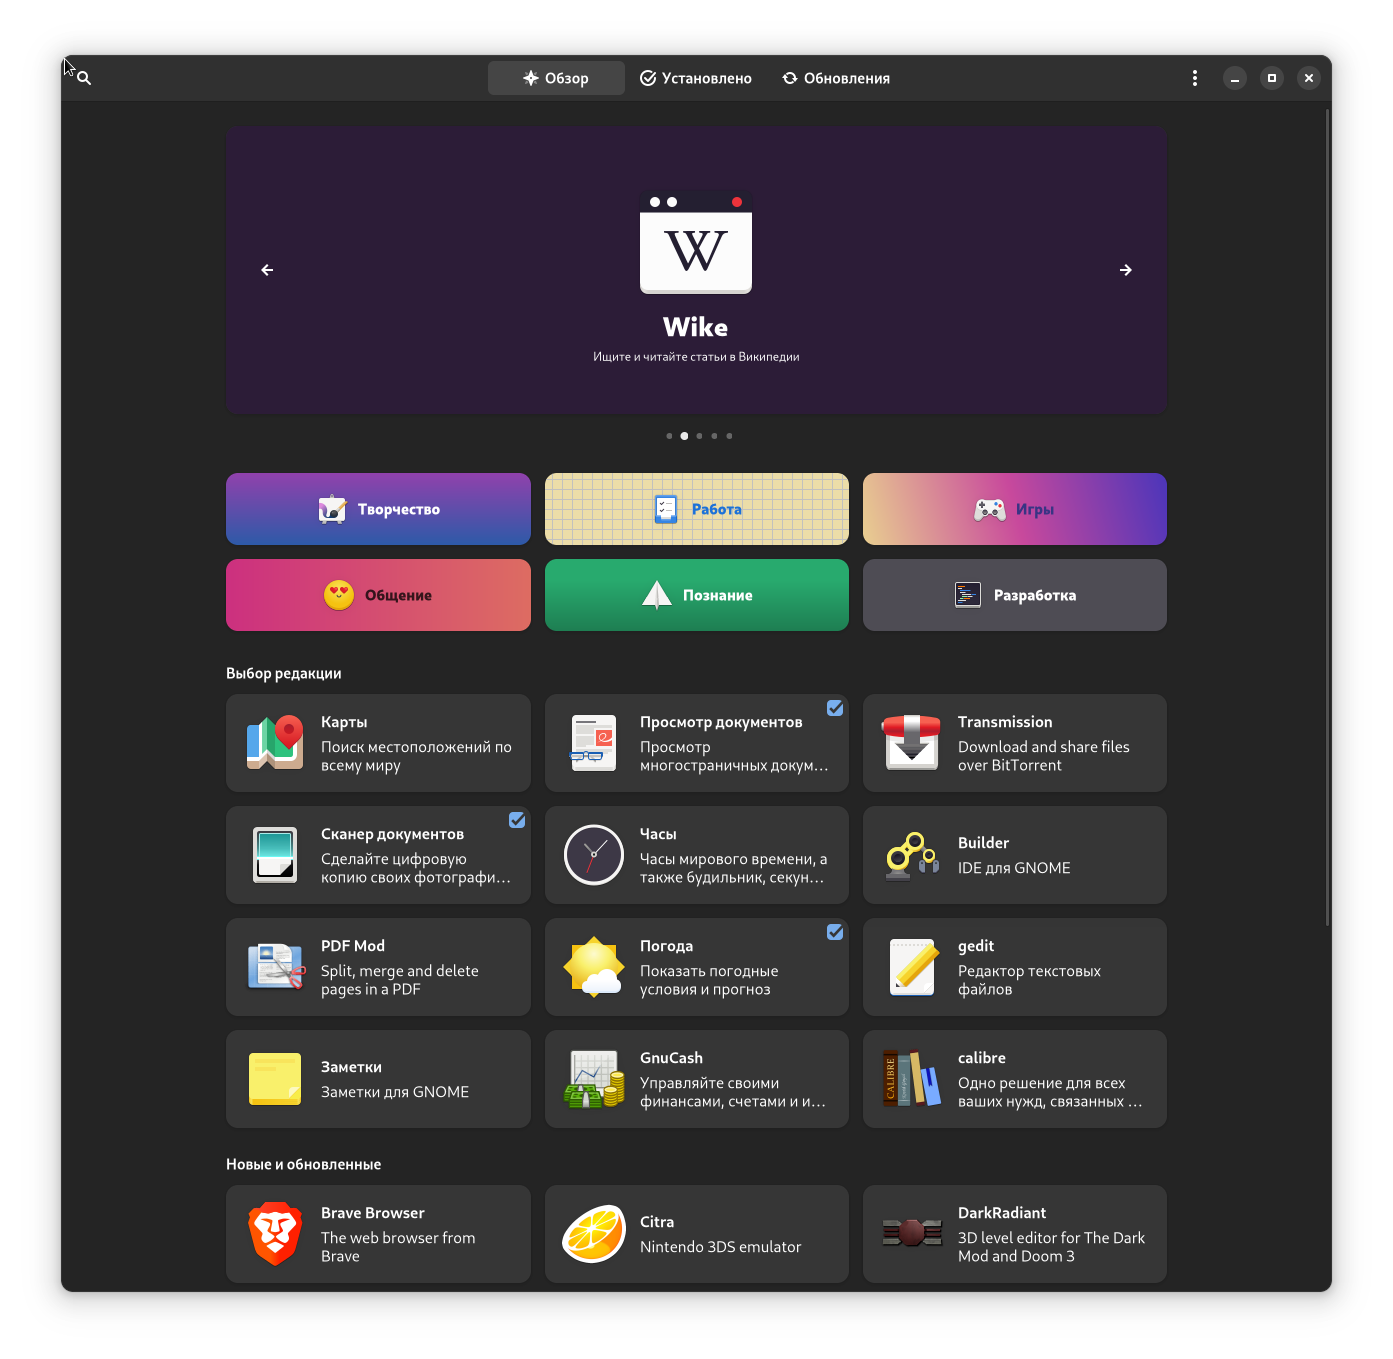 Обзор
Установлено
Обновления
W
Wike
Ищите и читайте статьи в Википедии
Творчество
Работа
Игры
Общение
Познание
Разработка
Выбор редакции
Карты
Поиск местоположений по
всему миру
Просмотр документов
Просмотр
многостраничных докум…
Transmission
Download and share files
over BitTorrent
Сканер документов
Сделайте цифровую
копию своих фотографи…
Часы
Часы мирового времени, а
также будильник, секун…
Builder
IDE для GNOME
PDF Mod
Split, merge and delete
pages in a PDF
Погода
Показать погодные
условия и прогноз
gedit
Редактор текстовых
файлов
Заметки
Заметки для GNOME
GnuCash
Управляйте своими
финансами, счетами и и…
CALIBRE
calibre
Одно решение для всех
ваших нужд, связанных …
Новые и обновленные
Brave Browser
The web browser from
Brave
Citra
Nintendo 3DS emulator
DarkRadiant
3D level editor for The Dark
Mod and Doom 3